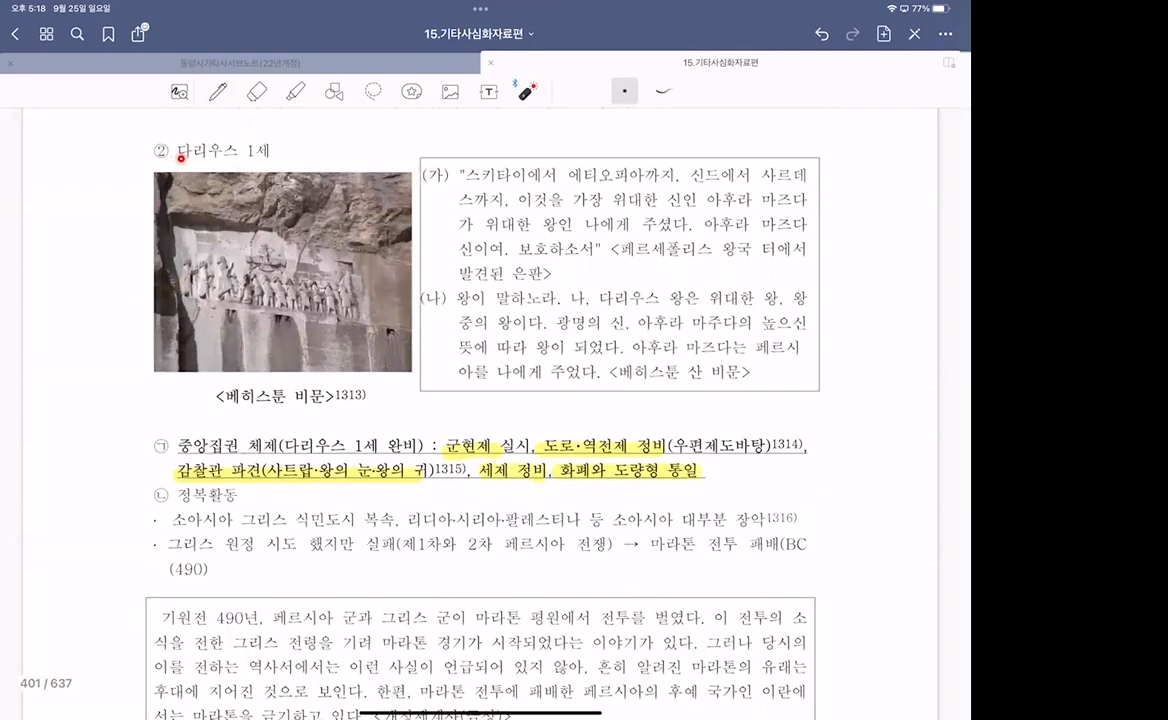 오후 5:18 9월 25일 일요일
77%
15.기타사심화자료편
동양사기타사서브노트(22년개정)
15.기타사심화자료편
② 다리우스 1세
(가) "스키타이에서 에티오피아까지, 신드에서 사르데
스까지, 이것을 가장 위대한 신인 아후라 마즈다
가 위대한 왕인 나에게 주셨다. 아후라 마즈다
신이여. 보호하소서" <페르세폴리스 왕국 터에서
발견된 은판>
(나) 왕이 말하노라. 나, 다리우스 왕은 위대한 왕, 왕
중의 왕이다. 광명의 신, 아후라 마주다의 높으신
뜻에 따라 왕이 되었다. 아후라 마즈다는 페르시
아를 나에게 주었다. <베히스툰 산 비문>
<베히스툰 비문>1313)
㉠ 중앙집권 체제(다리우스 1세 완비) : 군현제 실시, 도로·역전제 정비(우편제도바탕)1314),
감찰관 파견(사트랍·왕의 눈·왕의 귀)1315), 세제 정비, 화폐와 도량형 통일
㉡ 정복활동
· 소아시아 그리스 식민도시 복속, 리디아·시리아·팔레스티나 등 소아시아 대부분 장악1316)
· 그리스 원정 시도 했지만 실패(제1차와 2차 페르시아 전쟁) → 마라톤 전투 패배(BC
(490)
기원전 490년, 페르시아 군과 그리스 군이 마라톤 평원에서 전투를 벌였다. 이 전투의 소
식을 전한 그리스 전령을 기려 마라톤 경기가 시작되었다는 이야기가 있다. 그러나 당시의
이를 전하는 역사서에서는 이런 사실이 언급되어 있지 않아, 흔히 알려진 마라톤의 유래는
후대에 지어진 것으로 보인다. 한편, 마라톤 전투에 패배한 페르시아의 후예 국가인 이란에
서는 마라톤을 금기하고 있다.
401 / 637